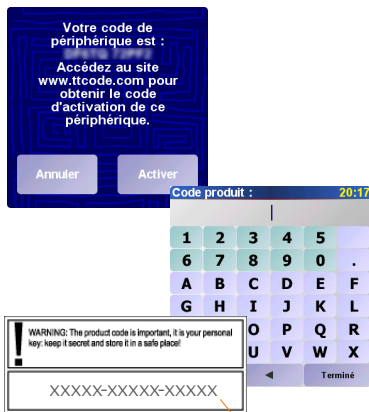 Votre code de
périphérique est :
Accédez au site
www.ttcode.com pour
obtenir le code
d'activation de ce
périphérique.
Annuler Activer
Code produit : 20:17
1 2 3 4 5
6 7 8 9 0 .
A B C D E F
G H I J K L
O P Q R
U V W X
Terminé
! WARNING: The product code is important, it is your personal
key: keep it secret and store it in a safe place!
XXXXX-XXXXX-XXXXX